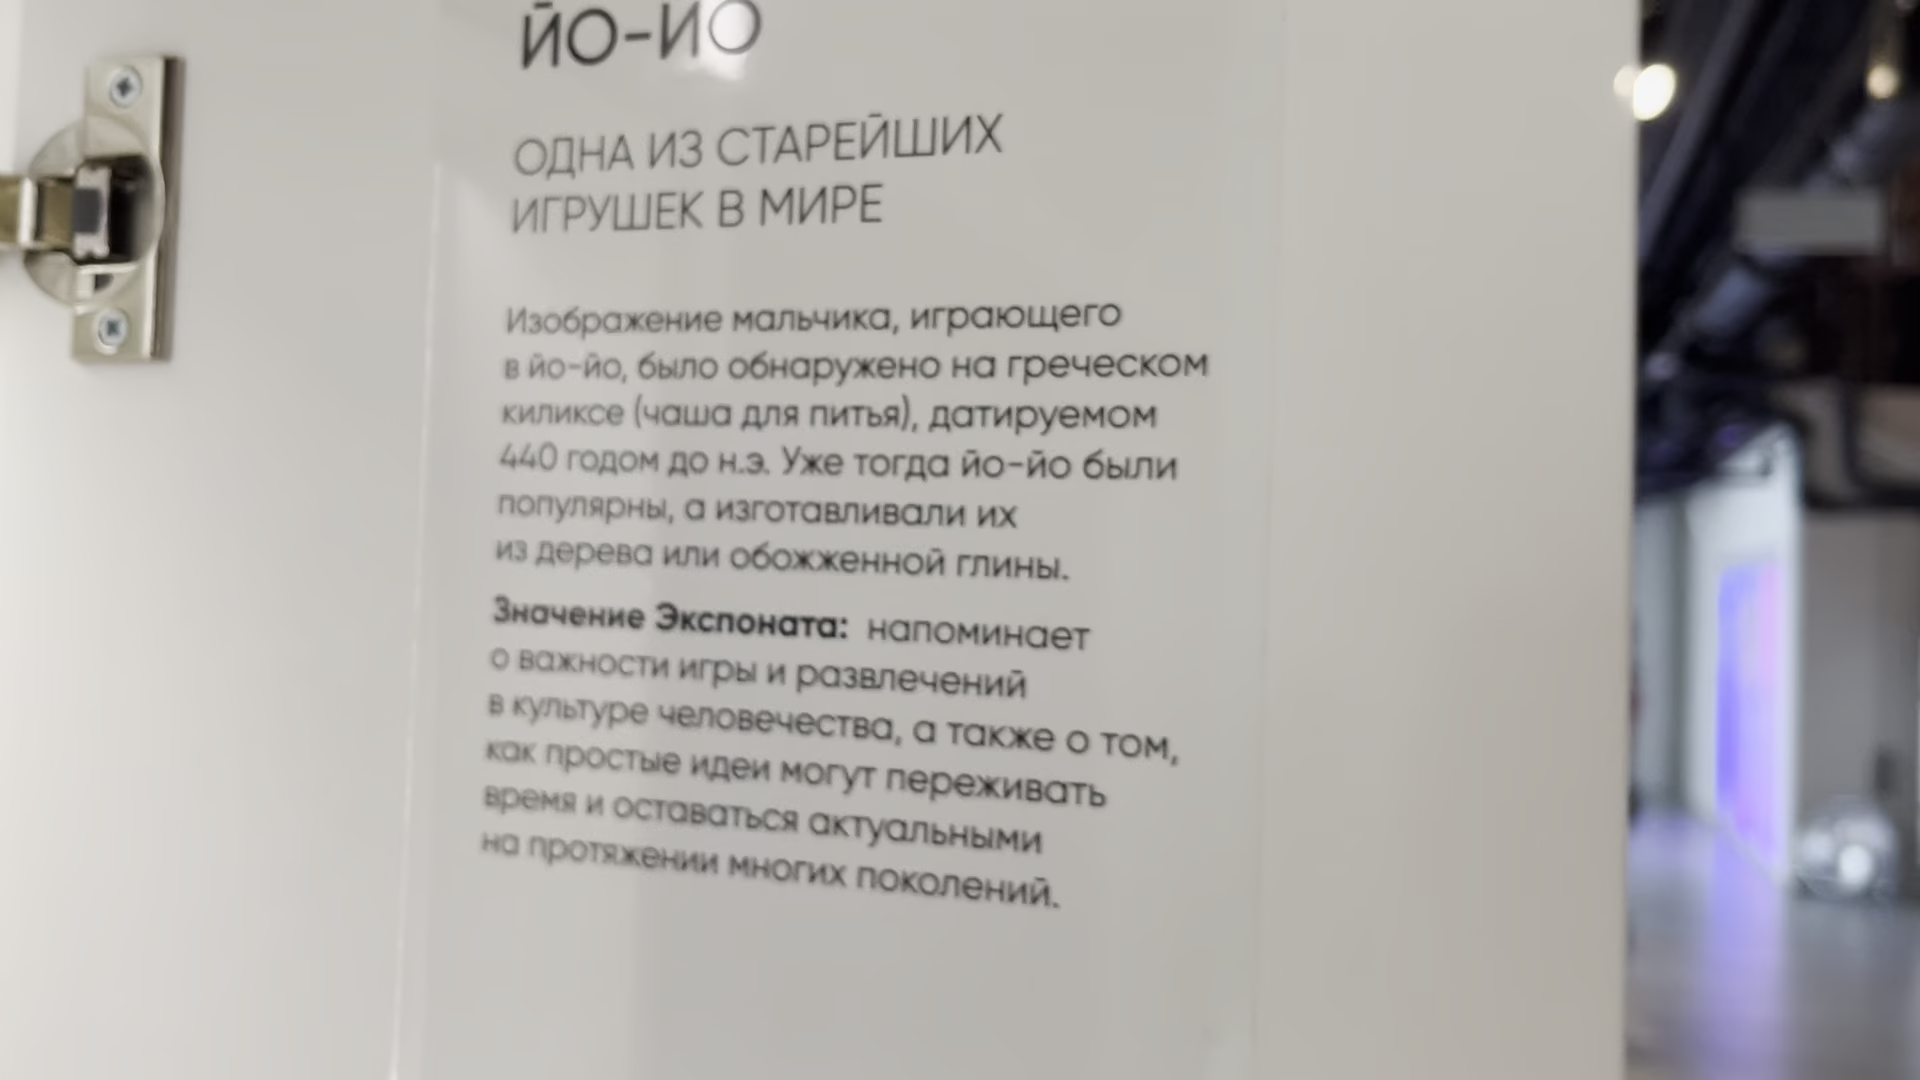 ЙО-ЙО
ОДНА ИЗ СТАРЕЙШИХ
ИГРУШЕК В МИРЕ
Изображение мальчика, играющего
в йо-йо, было обнаружено на греческом
киликсе (чаша для питья), датируемом
440 годом до н.э. Уже тогда йо-йо были
популярны, а изготавливали их
из дерева или обожженной глины.
Значение Экспоната: напоминает
о важности игры и развлечений
в культуре человечества, а также о том,
как простые идеи могут переживать
время и оставаться актуальными
на протяжении многих поколений.